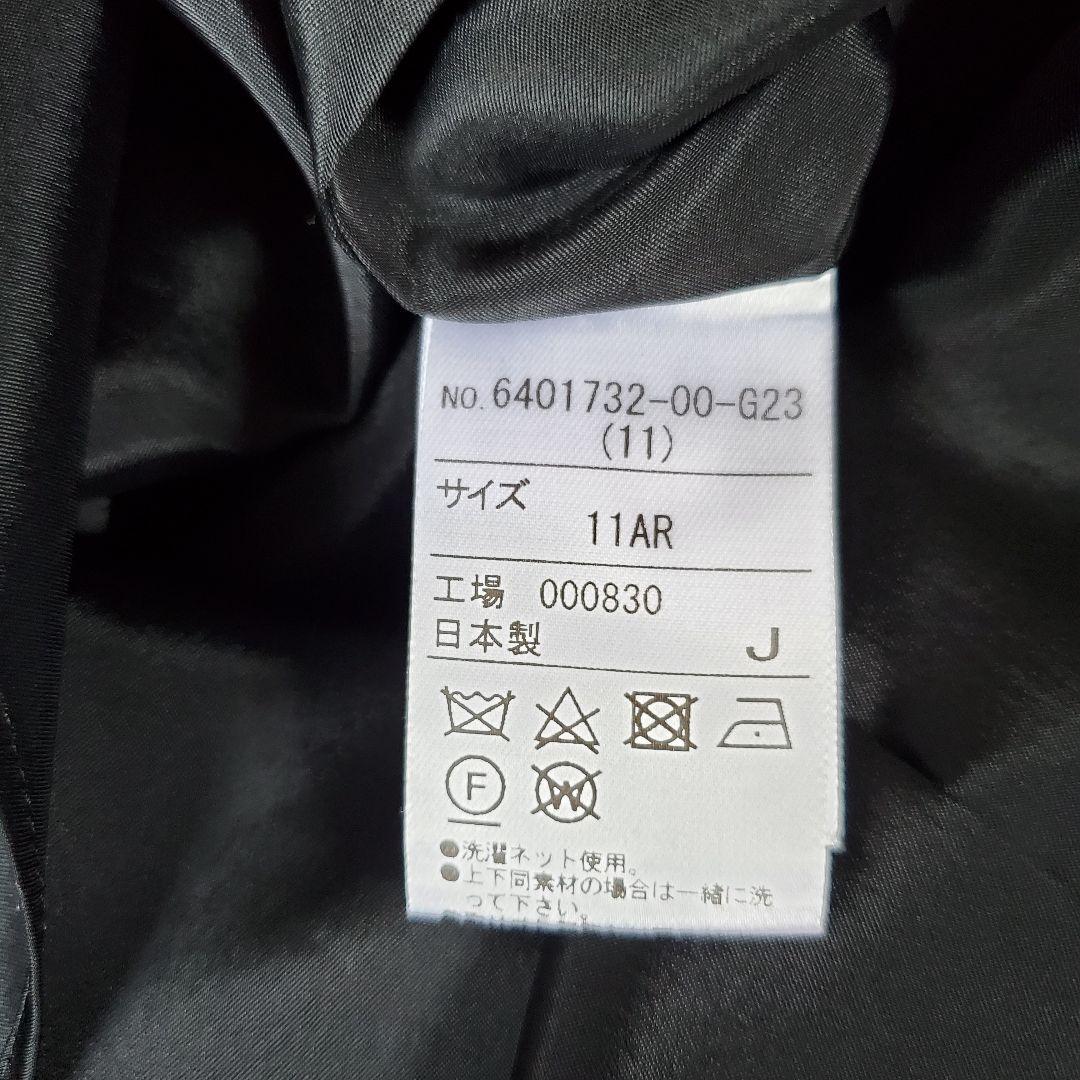 NO. 6401732-00-G23
(11)
サイズ
11AR
工場 000830
日本製 J
F
W
●洗濯ネット使用。
●上下同素材の場合は一緒に洗
って下さい。